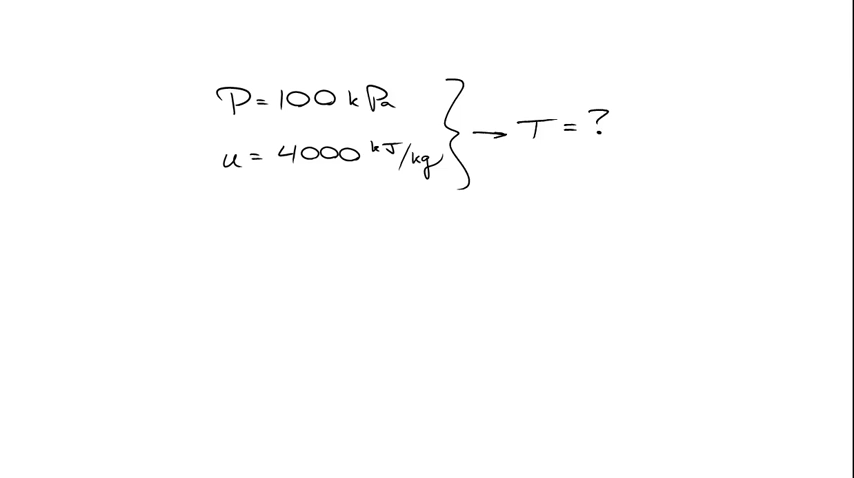 P = 100 kPa
u = 4000 kJ/kg } → T = ?